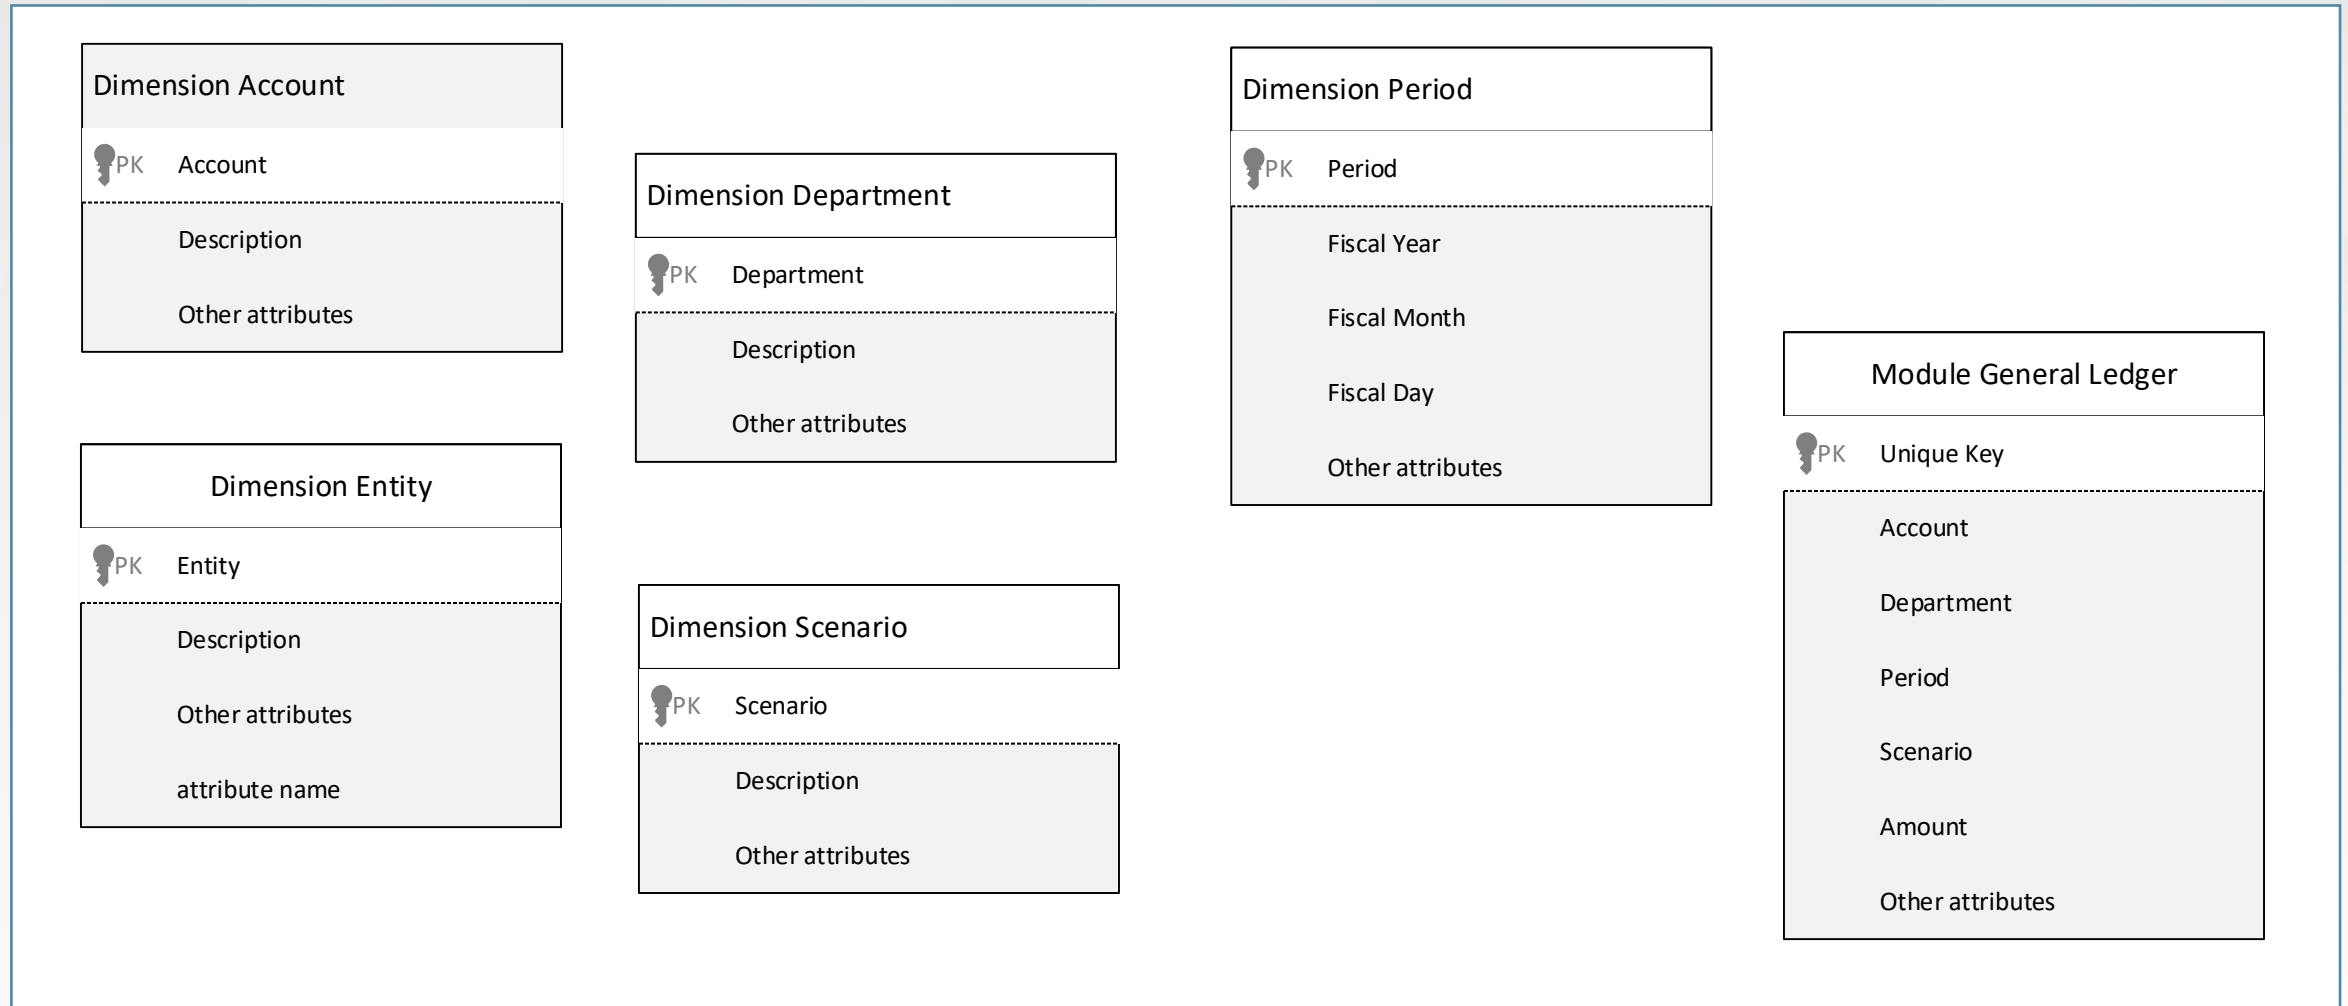 Dimension Account
PK Account
Description
Other attributes
Dimension Entity
PK Entity
Description
Other attributes
attribute name
Dimension Department
PK Department
Description
Other attributes
Dimension Scenario
PK Scenario
Description
Other attributes
Dimension Period
PK Period
Fiscal Year
Fiscal Month
Fiscal Day
Other attributes
Module General Ledger
PK Unique Key
Account
Department
Period
Scenario
Amount
Other attributes